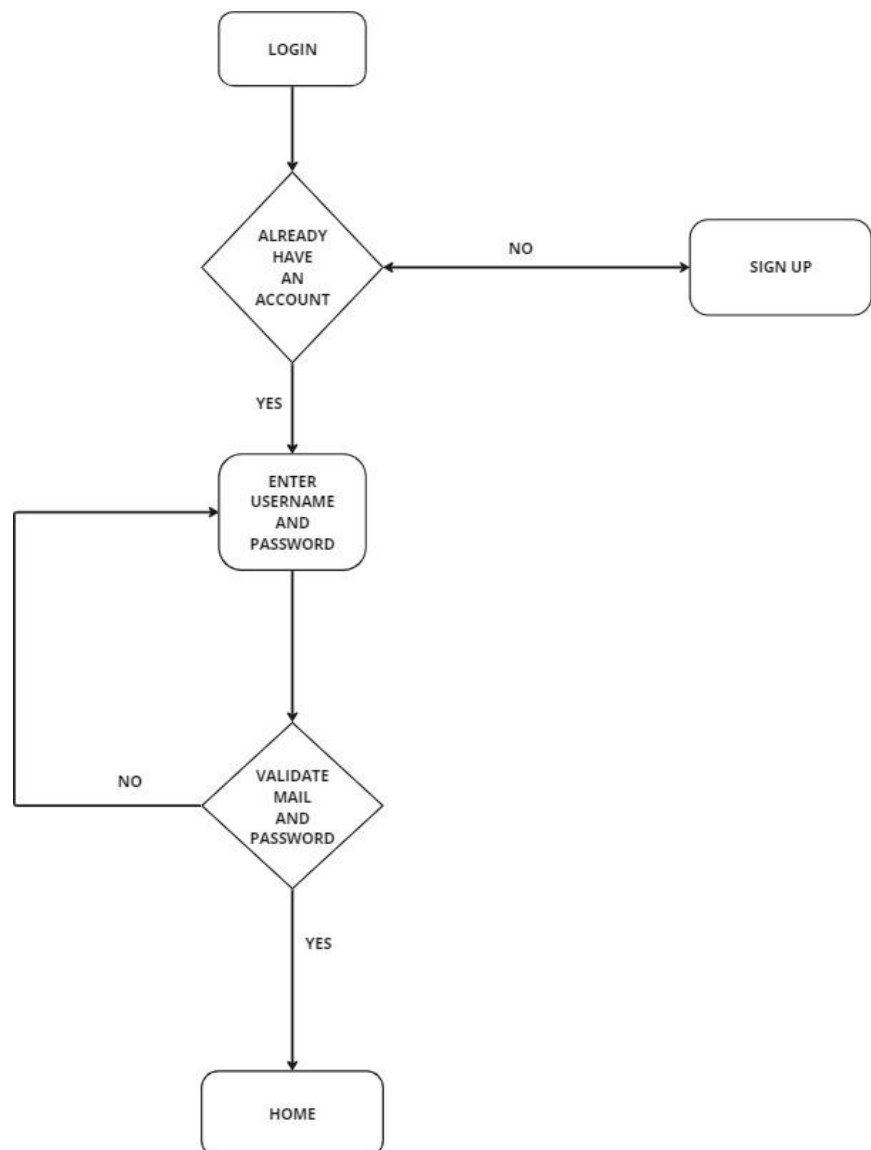 LOGIN
ALREADY
HAVE
AN
ACCOUNT
NO
SIGN UP
YES
ENTER
USERNAME
AND
PASSWORD
NO
VALIDATE
MAIL
AND
PASSWORD
YES
HOME